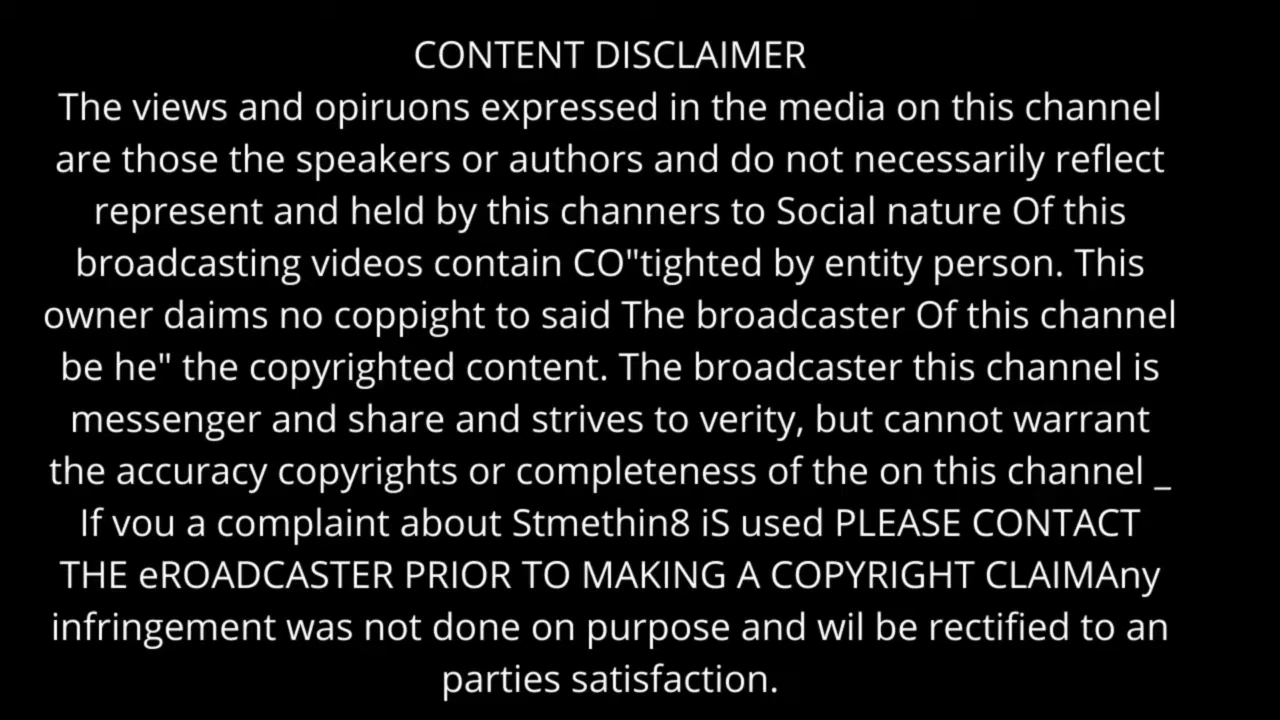 CONTENT DISCLAIMER
The views and opiruons expressed in the media on this channel
are those the speakers or authors and do not necessarily reflect
represent and held by this channers to Social nature Of this
broadcasting videos contain CO"tighted by entity person. This
owner daims no coppight to said The broadcaster Of this channel
be he" the copyrighted content. The broadcaster this channel is
messenger and share and strives to verity, but cannot warrant
the accuracy copyrights or completeness of the on this channel _
If vou a complaint about Stmethin8 iS used PLEASE CONTACT
THE eROADCASTER PRIOR TO MAKING A COPYRIGHT CLAIMAny
infringement was not done on purpose and wil be rectified to an
parties satisfaction.